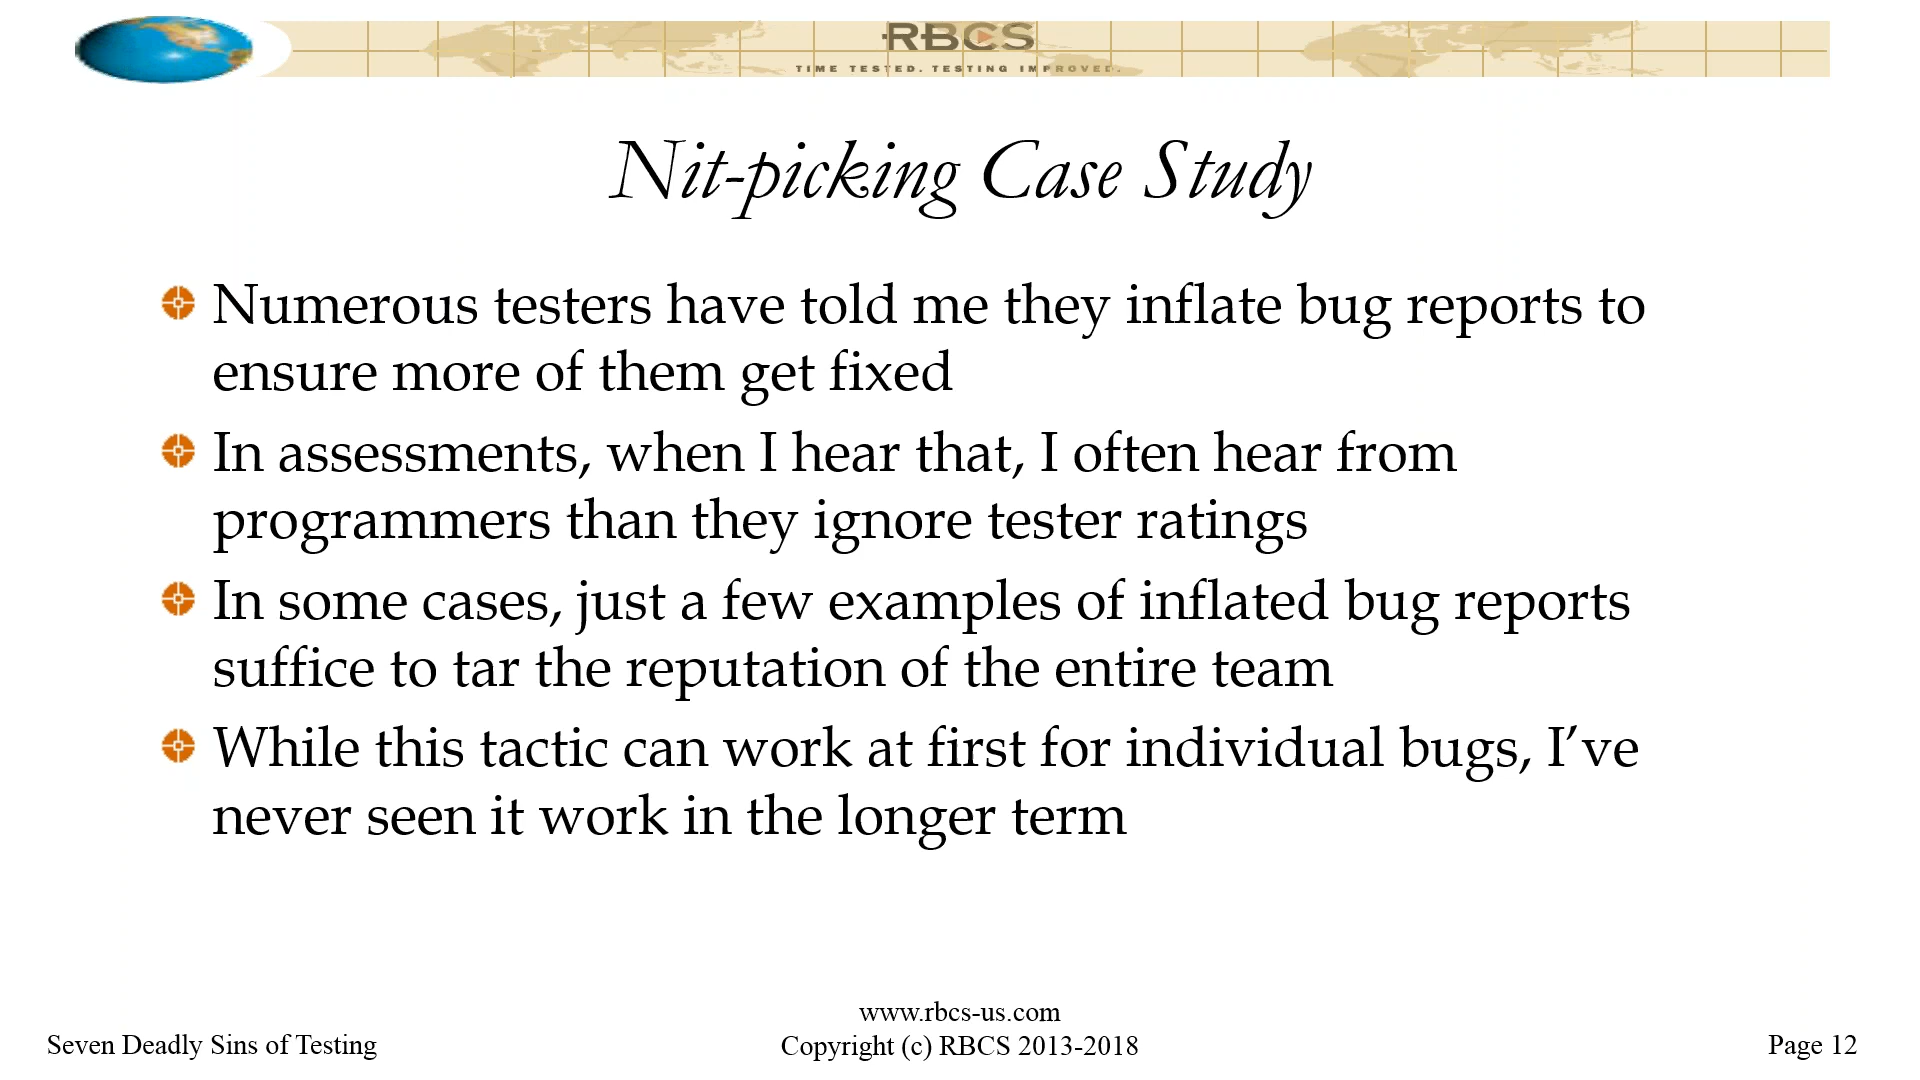 RBCS
TIME TESTED. TESTING IMPROVED.
Nit-picking Case Study
Numerous testers have told me they inflate bug reports to
ensure more of them get fixed
In assessments, when I hear that, I often hear from
programmers than they ignore tester ratings
In some cases, just a few examples of inflated bug reports
suffice to tar the reputation of the entire team
While this tactic can work at first for individual bugs, I’ve
never seen it work in the longer term
www.rbcs-us.com
Seven Deadly Sins of Testing
Copyright (c) RBCS 2013-2018
Page 12